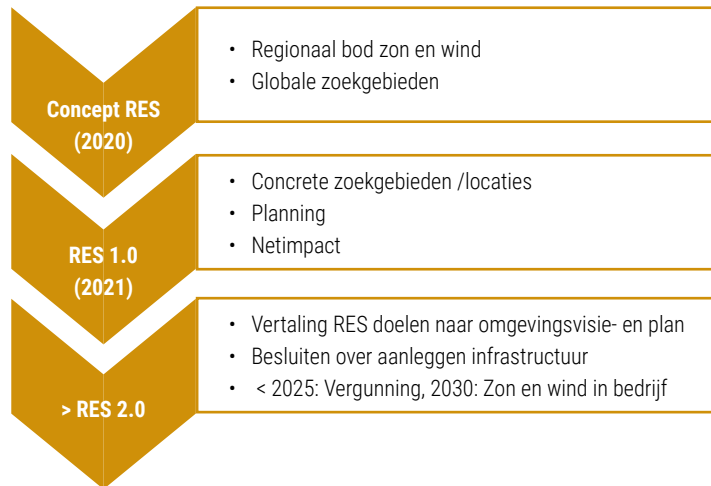 Concept RES
(2020)
• Regionaal bod zon en wind
• Globale zoekgebieden
RES 1.0
(2021)
• Concrete zoekgebieden /locaties
• Planning
• Netimpact
> RES 2.0
• Vertaling RES doelen naar omgevingsvisie- en plan
• Besluiten over aanleggen infrastructuur
• < 2025: Vergunning, 2030: Zon en wind in bedrijf